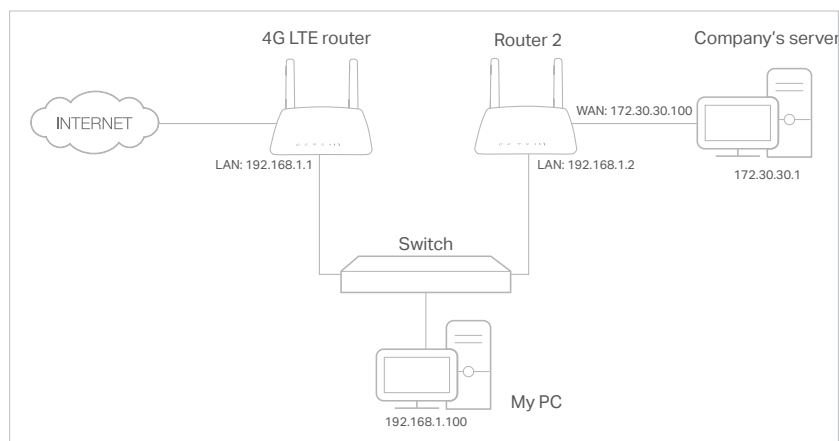 4G LTE router
Router 2
Company's server
INTERNET
WAN: 172.30.30.100
LAN: 192.168.1.1
LAN: 192.168.1.2
172.30.30.1
Switch
My PC
192.168.1.100